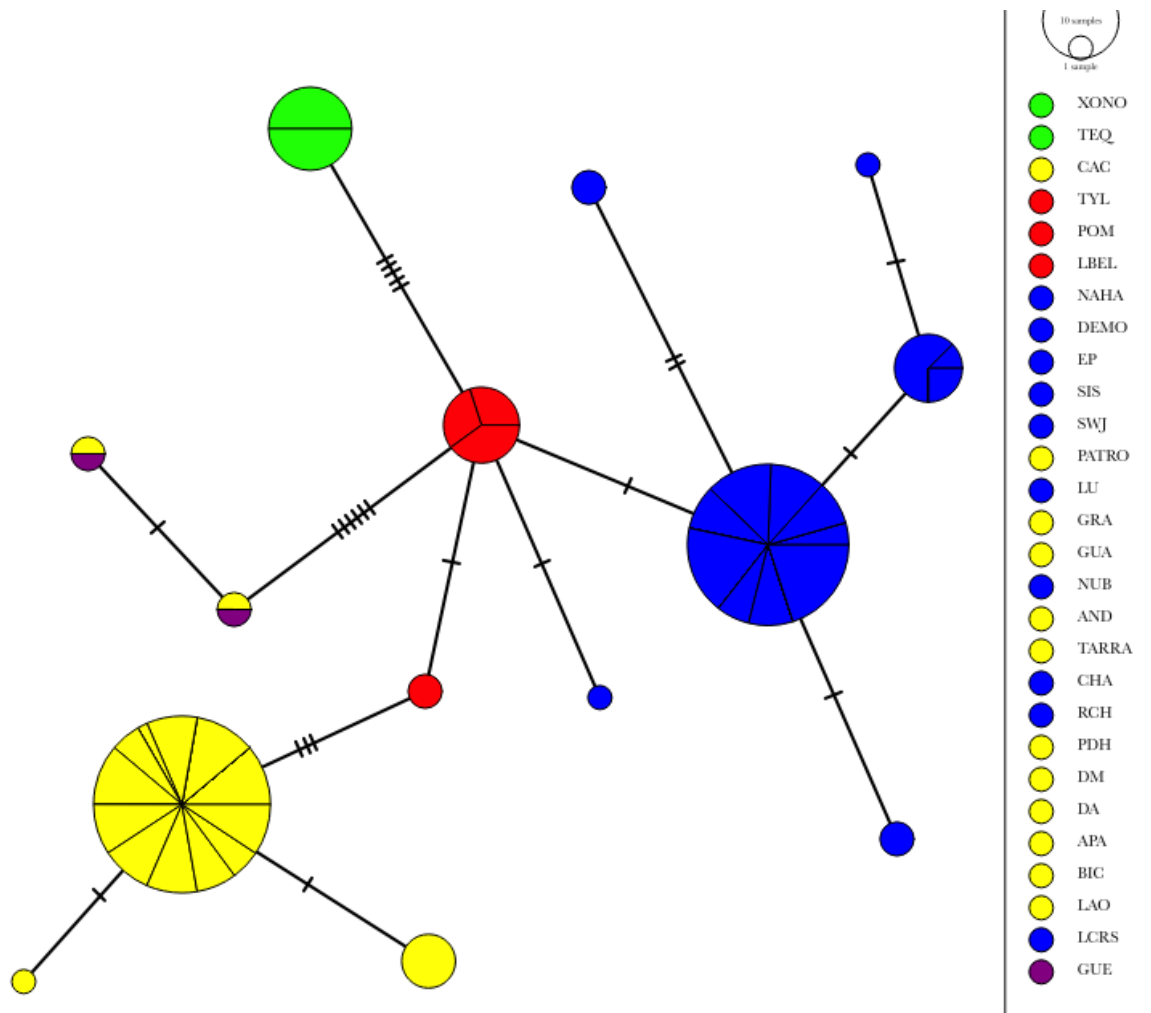 10 samples
1 sample
XONO
TEQ
CAC
TYL
POM
LBEL
NAHA
DEMO
EP
SIS
SWJ
PATRO
LU
GRA
GUA
NUB
AND
TARRA
CHA
RCH
PDH
DM
DA
APA
BIC
LAO
LCRS
GUE